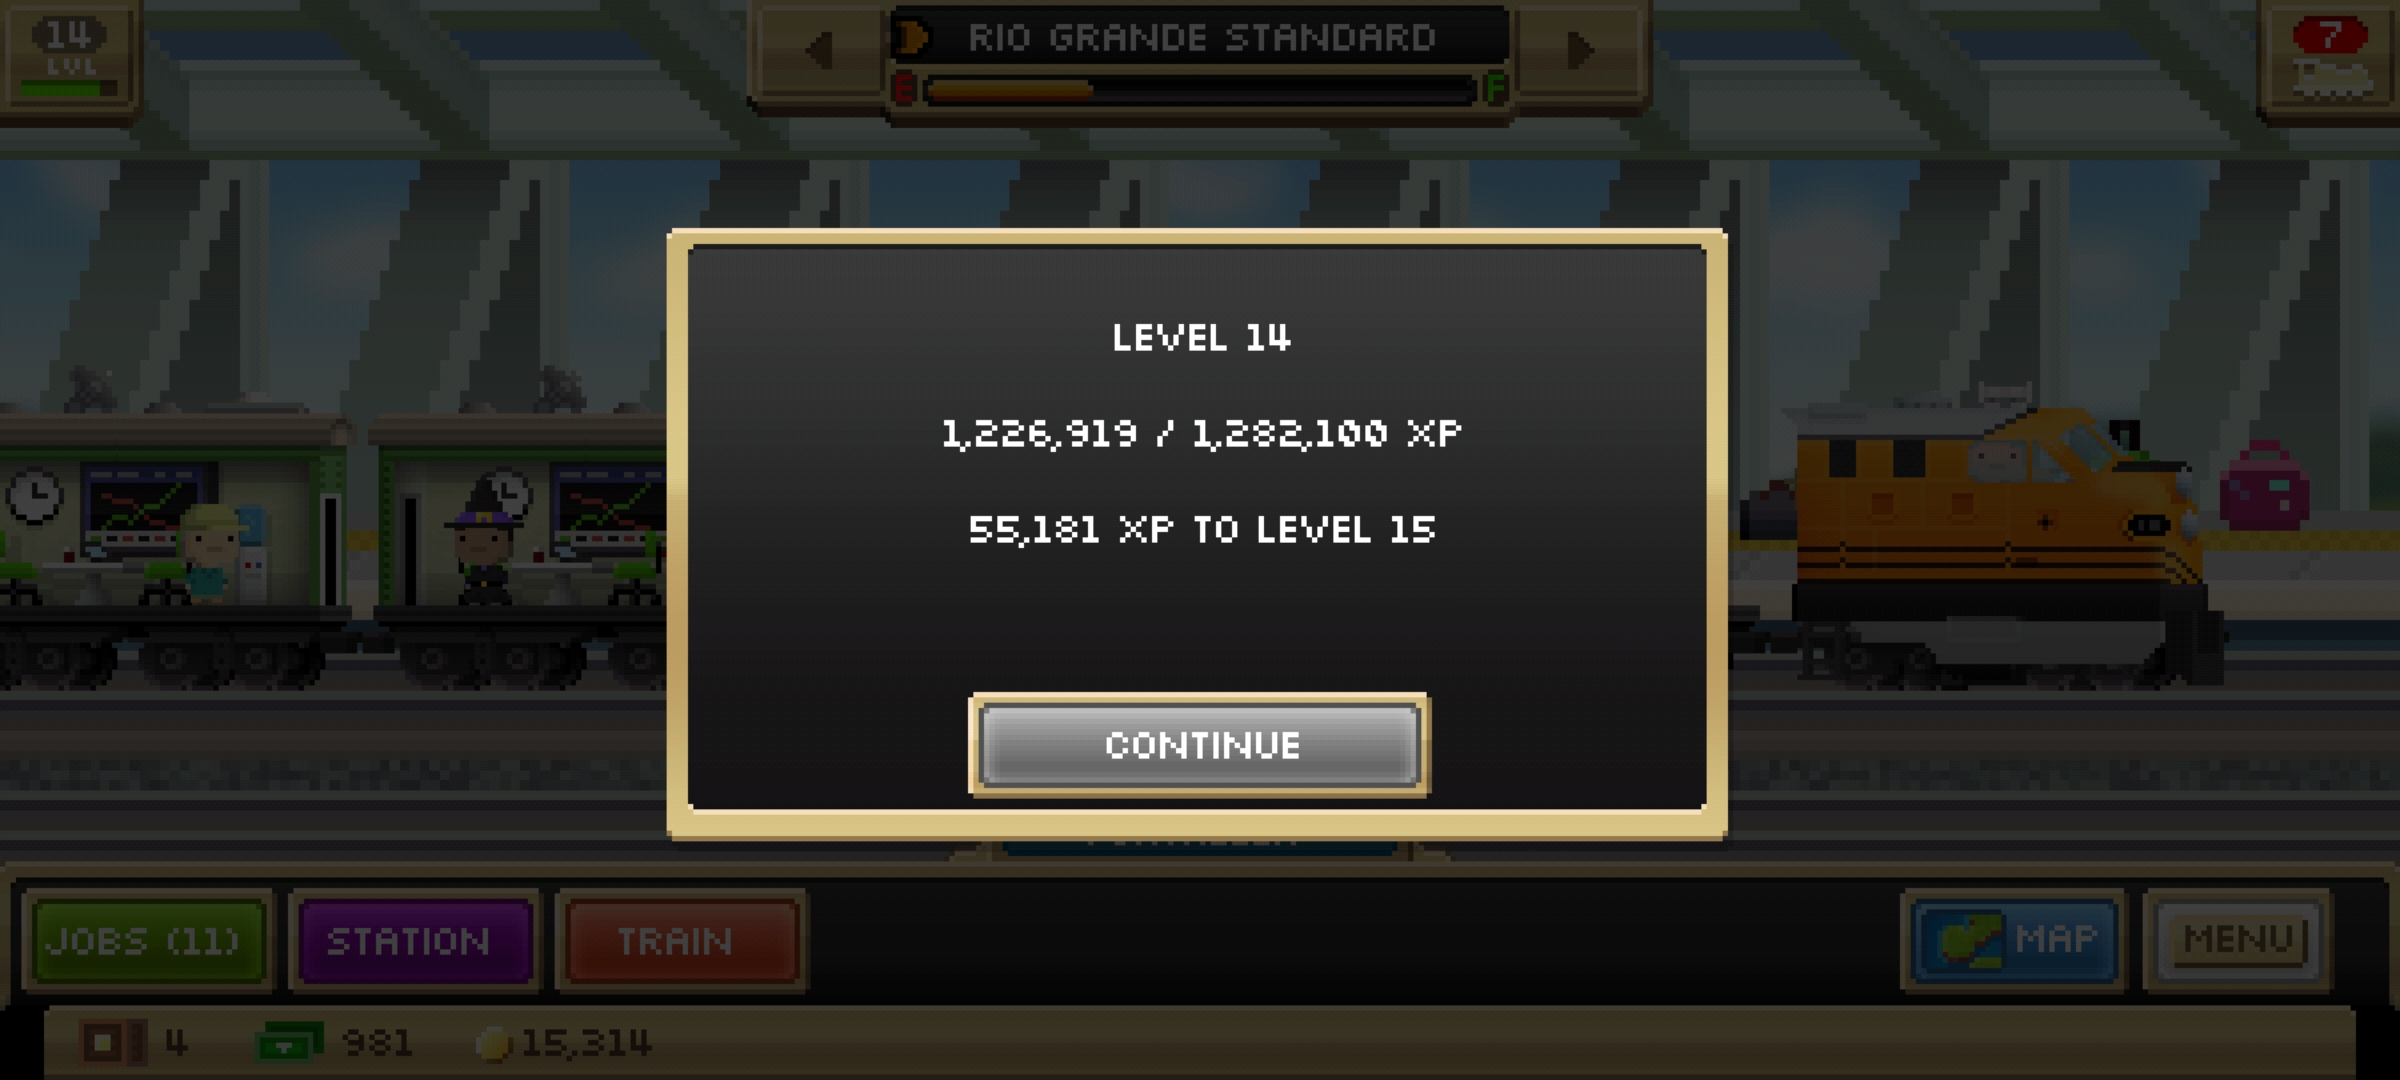 14
LVL
RIO GRANDE STANDARD
E
F
7
LEVEL 14
1,226,919 / 1,282,100 XP
55,181 XP TO LEVEL 15
CONTINUE
JOBS (11)
STATION
TRAIN
MAP
MENU
4
981
15,314